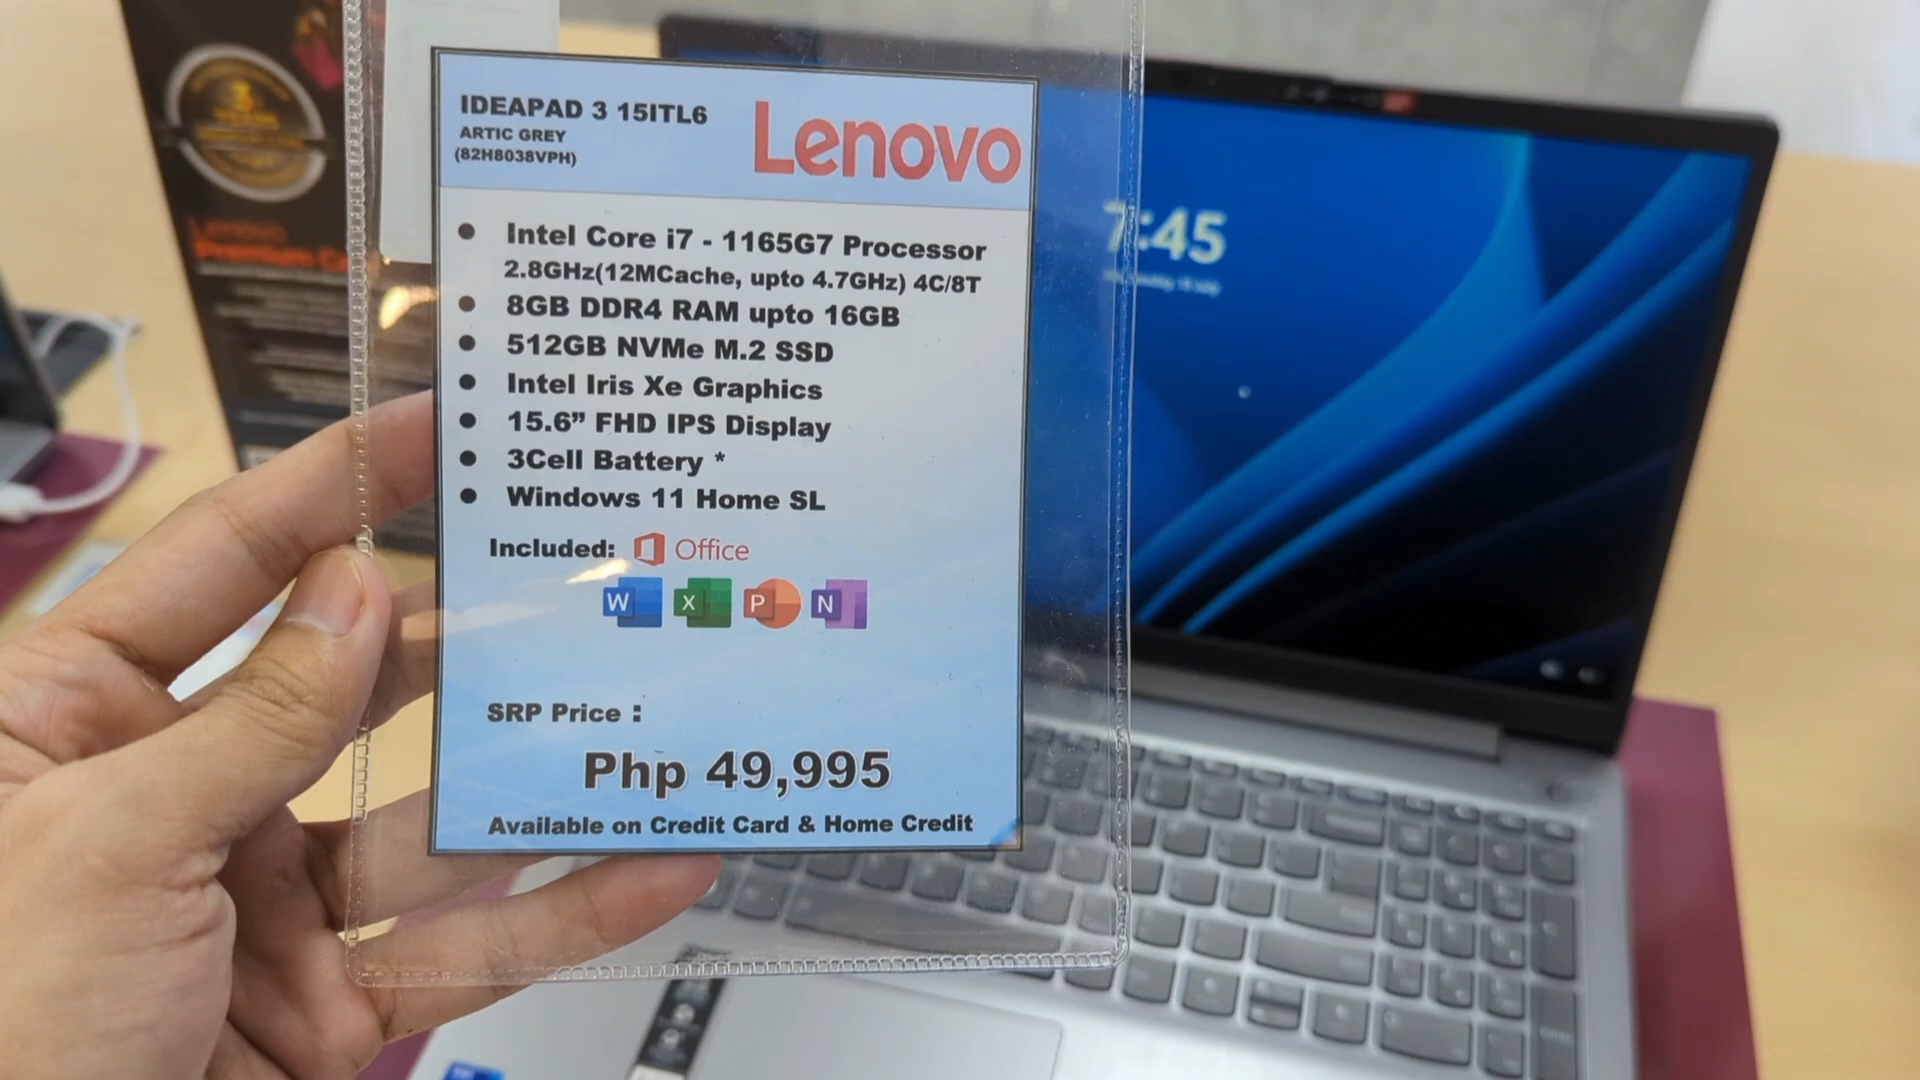 IDEAPAD 3 15ITL6
ARTIC GREY
(82H8038VPH)
Lenovo
• Intel Core i7 - 1165G7 Processor
2.8GHz(12MCache, upto 4.7GHz) 4C/8T
• 8GB DDR4 RAM upto 16GB
• 512GB NVMe M.2 SSD
• Intel Iris Xe Graphics
• 15.6” FHD IPS Display
• 3Cell Battery *
• Windows 11 Home SL
Included: Office
W X P N
SRP Price :
Php 49,995
Available on Credit Card & Home Credit
7:45
Lenovo
Premium